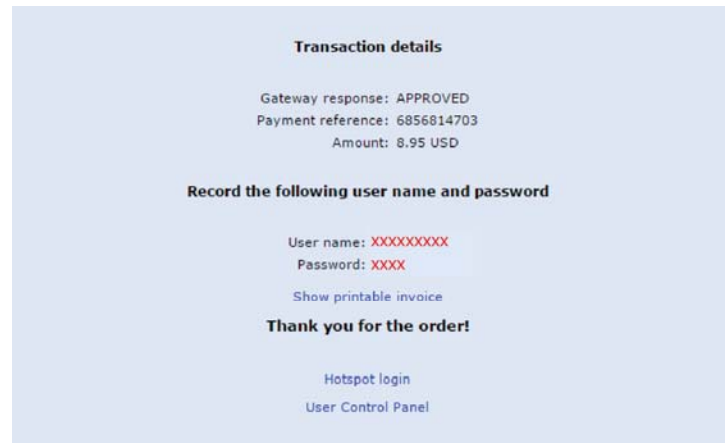 Transaction details
Gateway response: APPROVED
Payment reference: 6856814703
Amount: 8.95 USD
Record the following user name and password
User name: XXXXXXXXX
Password: XXXX
Show printable invoice
Thank you for the order!
Hotspot login
User Control Panel